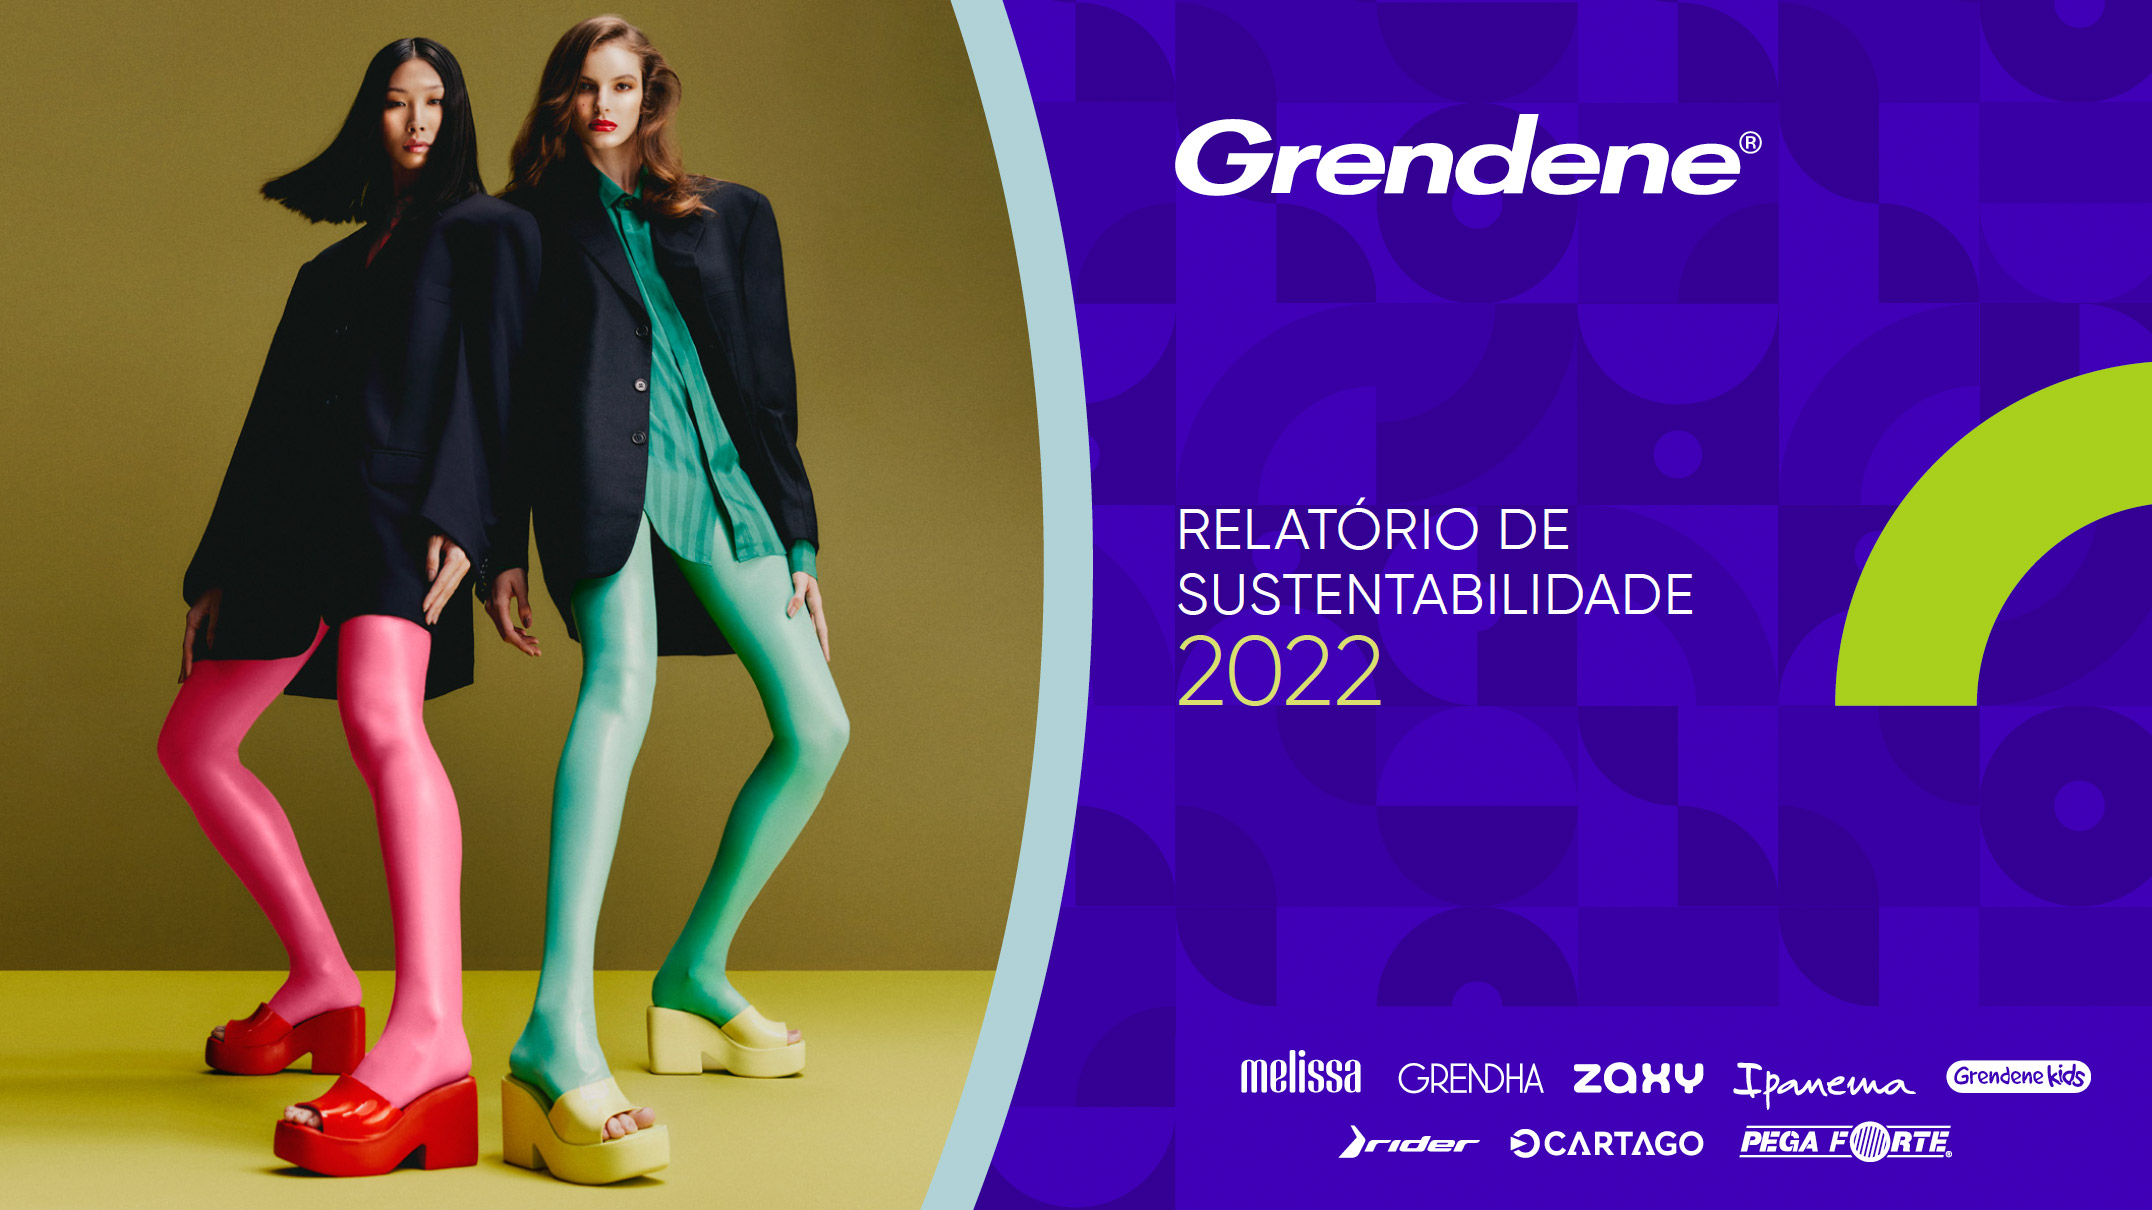 Grendene®
RELATÓRIO DE
SUSTENTABILIDADE
2022
melissa GRENDHA zaxy Ipanema Grendene kids
rider CARTAGO PEGA FORTE®